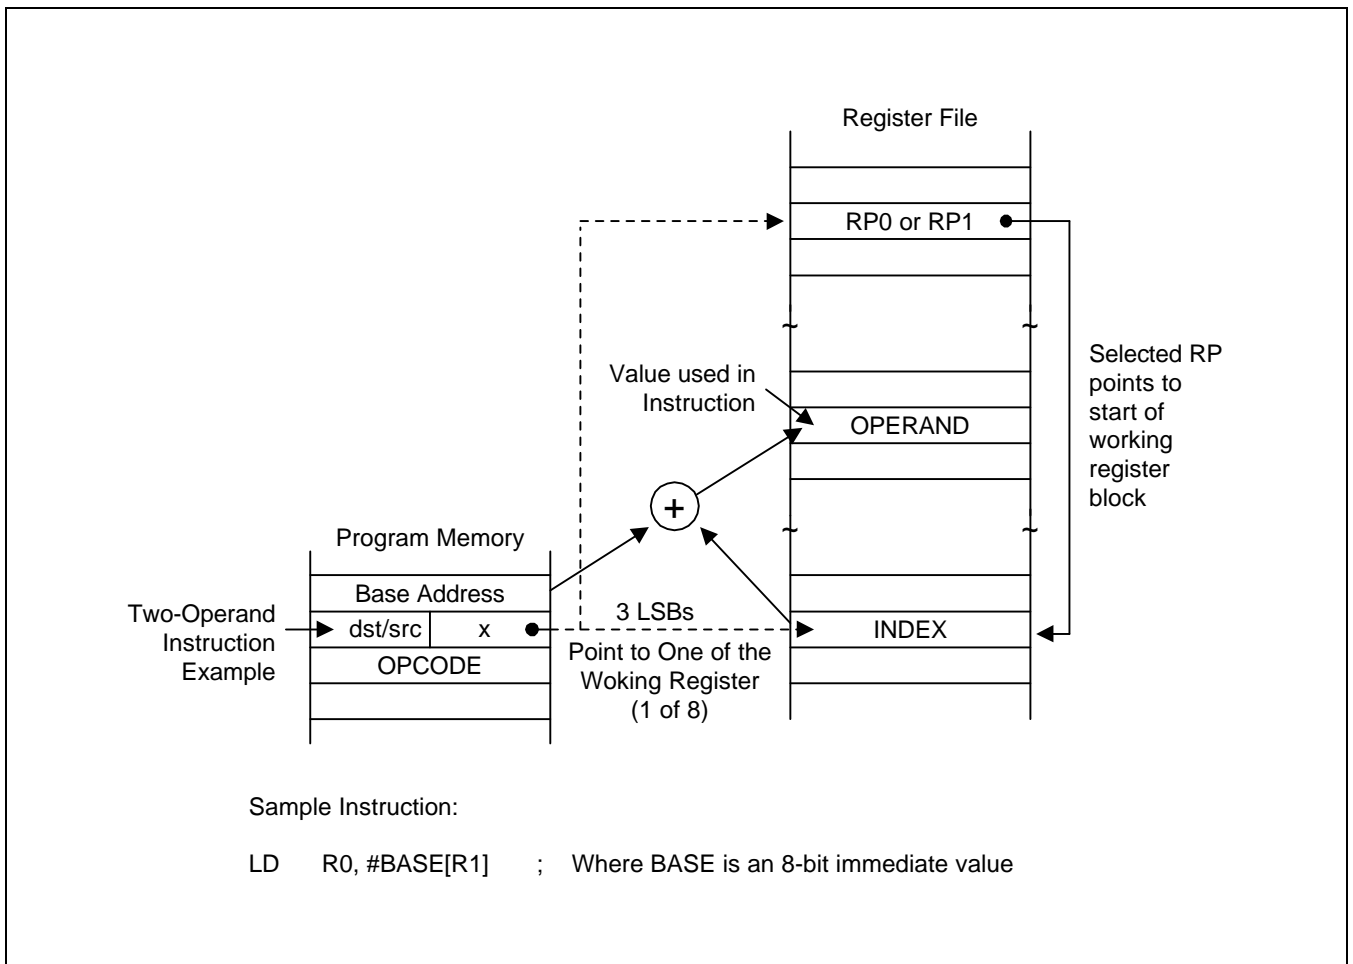 Register File
RP0 or RP1
Selected RP
points to
start of
working
register
block
Value used in
Instruction
OPERAND
+
Program Memory
Base Address
Two-Operand
Instruction
Example
dst/src
x
3 LSBs
INDEX
OPCODE
Point to One of the
Woking Register
(1 of 8)
~
~
~
~
Sample Instruction:
LD R0, #BASE[R1] ; Where BASE is an 8-bit immediate value